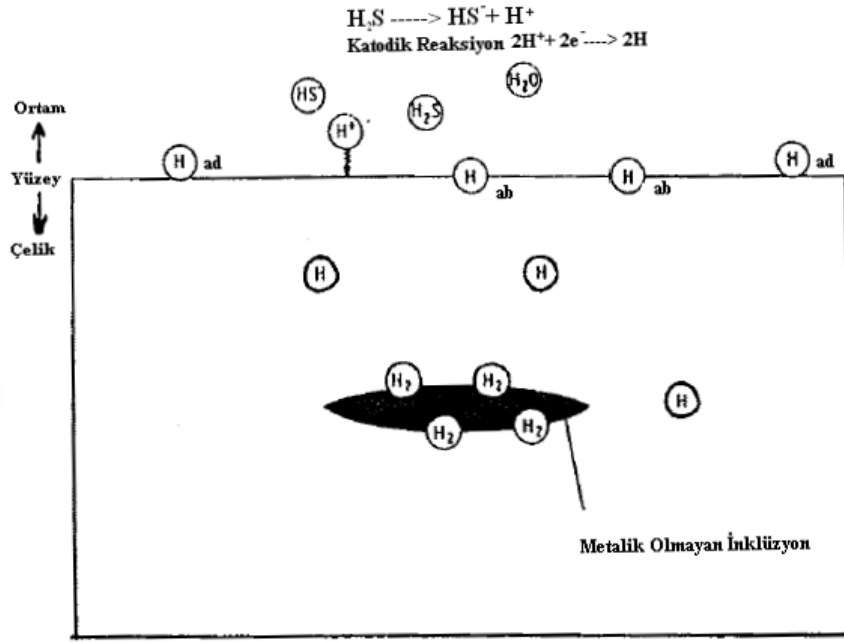 H₂S -----> HS⁻ + H⁺
Katodik Reaksiyon 2H⁺+ 2e⁻----> 2H
H₂O
HS⁻
Ortam
H₂S
H⁺
H ad
H ad
Yüzey
H ab
H ab
Çelik
H
H
H₂
H₂
H
H₂
H₂
Metalik Olmayan İnklüzyon